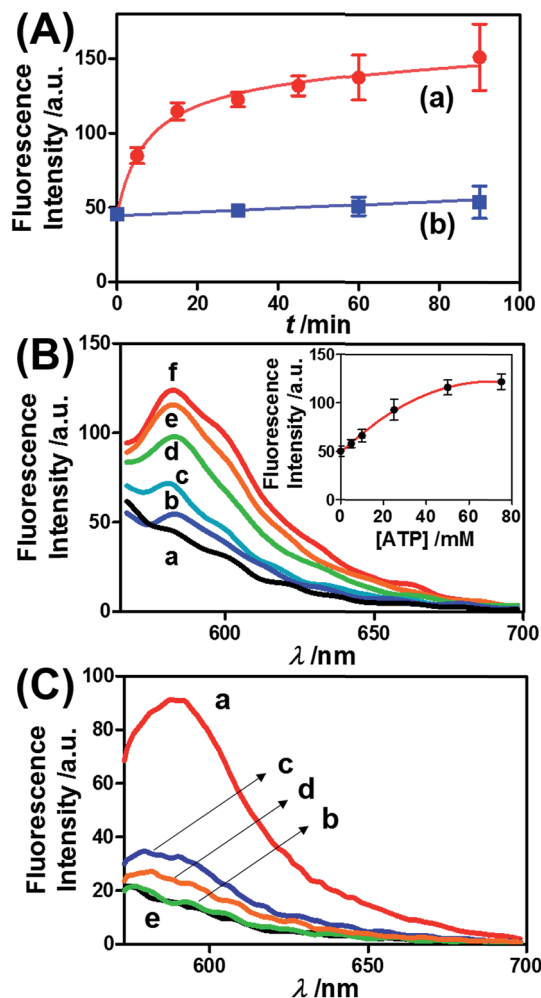 (A)
Fluorescence
Intensity /a.u.
150
100
50
0
(a)
(b)
0 20 40 60 80 100
t /min
(B)
Fluorescence
Intensity /a.u.
150
100
50
0
f
e
d
c
b
a
600 650 700
λ /nm
Fluorescence
Intensity /a.u.
150
100
50
0
0 20 40 60 80
[ATP] /mM
(C)
Fluorescence
Intensity /a.u.
100
80
60
40
20
0
a
c
d
b
e
600 650 700
λ /nm